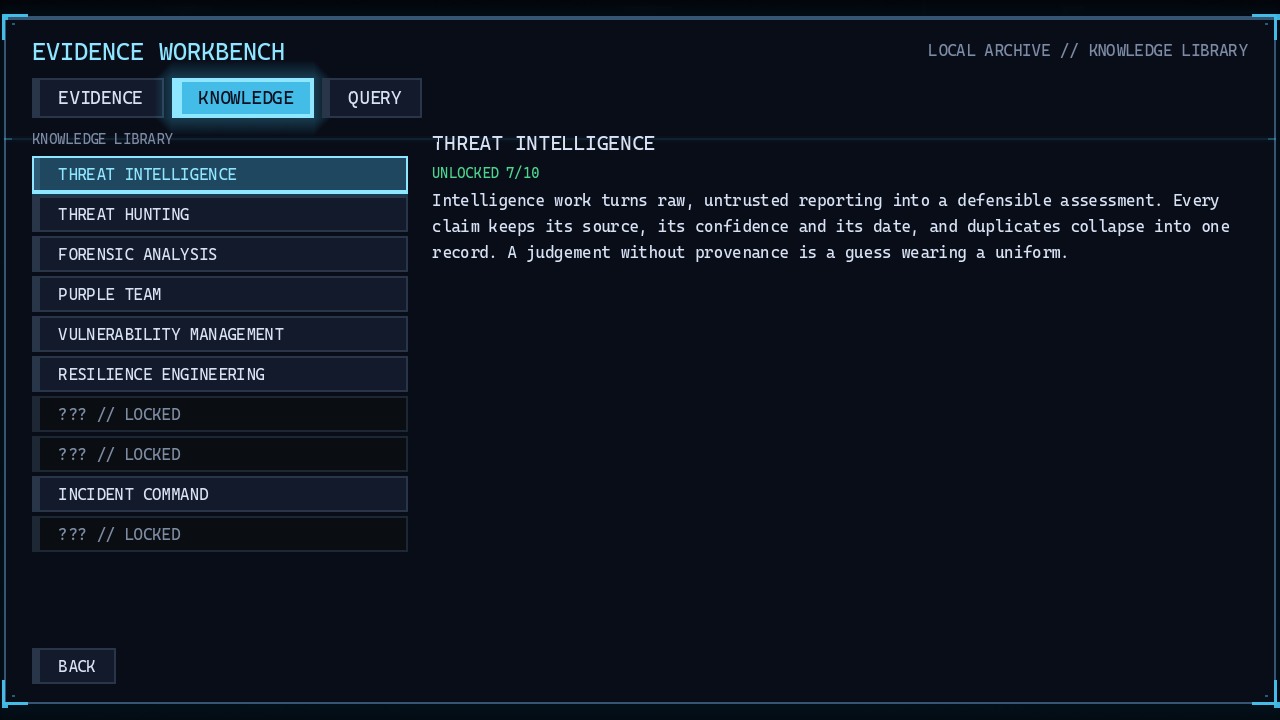 EVIDENCE WORKBENCH
LOCAL ARCHIVE // KNOWLEDGE LIBRARY
EVIDENCE
KNOWLEDGE
QUERY
KNOWLEDGE LIBRARY
THREAT INTELLIGENCE
THREAT HUNTING
FORENSIC ANALYSIS
PURPLE TEAM
VULNERABILITY MANAGEMENT
RESILIENCE ENGINEERING
??? // LOCKED
??? // LOCKED
INCIDENT COMMAND
??? // LOCKED
THREAT INTELLIGENCE
UNLOCKED 7/10
Intelligence work turns raw, untrusted reporting into a defensible assessment. Every
claim keeps its source, its confidence and its date, and duplicates collapse into one
record. A judgement without provenance is a guess wearing a uniform.
BACK